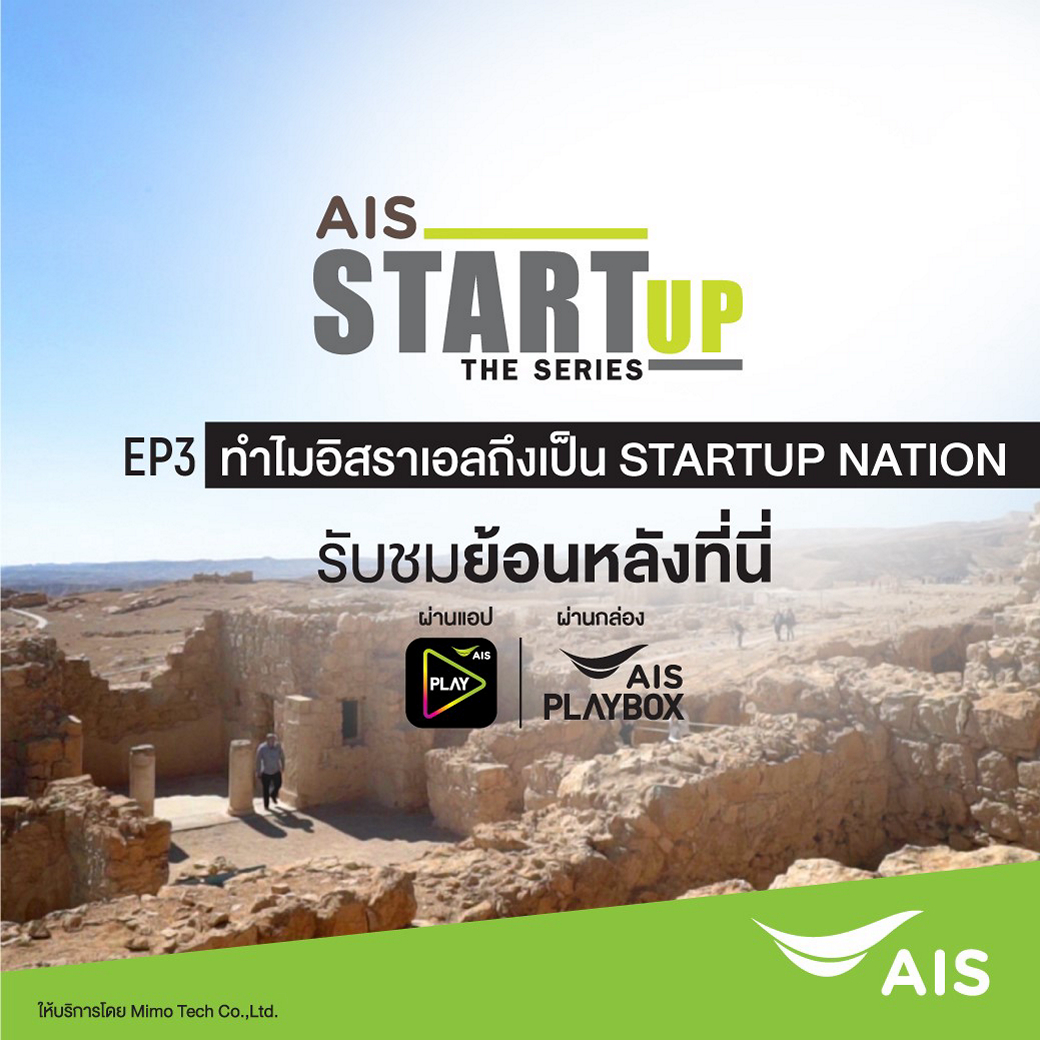 AIS
STARTUP
THE SERIES
EP3 ทำไมอิสราเอลถึงเป็น STARTUP NATION
รับชมย้อนหลังที่นี่
ผ่านแอป ผ่านกล่อง
AIS PLAY
AIS PLAYBOX
AIS
ให้บริการโดย Mimo Tech Co.,Ltd.